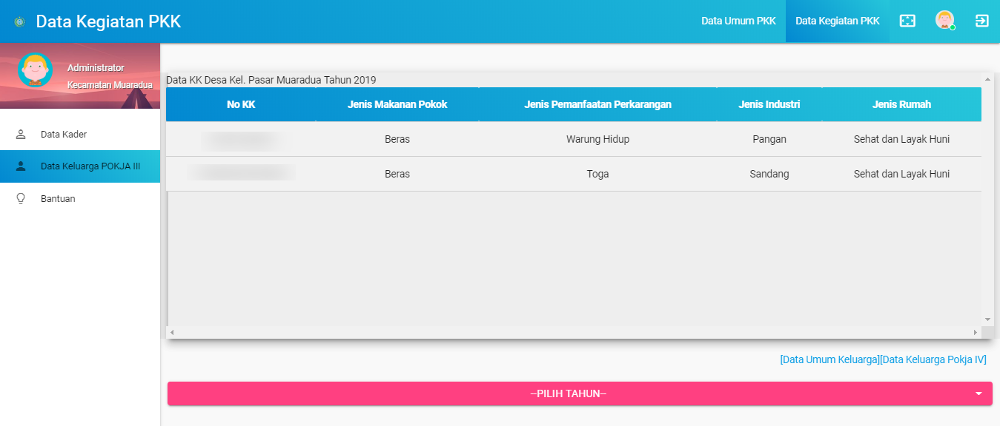 Data Kegiatan PKK
Data Umum PKK Data Kegiatan PKK
Administrator
Kecamatan Muaradua
Data Kader
Data Keluarga POKJA III
Bantuan
Data KK Desa Kel. Pasar Muaradua Tahun 2019
No KK Jenis Makanan Pokok Jenis Pemanfaatan Perkarangan Jenis Industri Jenis Rumah
Beras Warung Hidup Pangan Sehat dan Layak Huni
Beras Toga Sandang Sehat dan Layak Huni
[Data Umum Keluarga][Data Keluarga Pokja IV]
--PILIH TAHUN--